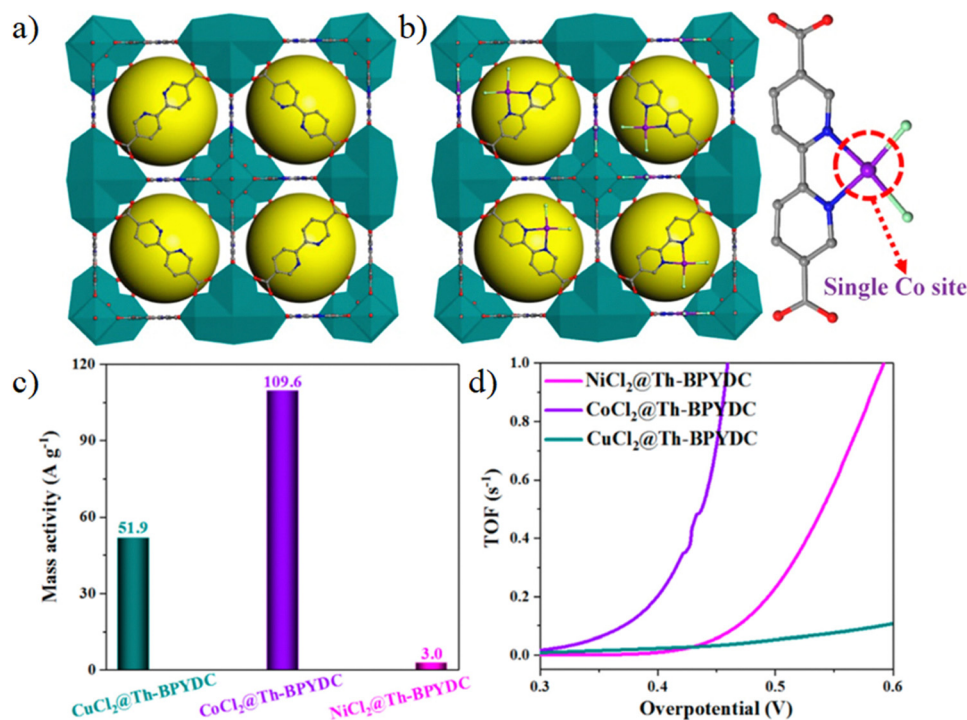 a)
b)
Single Co site
c)
Mass activity (A g⁻¹)
120
90
60
30
0
51.9
109.6
3.0
CuCl₂@Th-BPYDC
CoCl₂@Th-BPYDC
NiCl₂@Th-BPYDC
d)
TOF (s⁻¹)
1.0
0.8
0.6
0.4
0.2
0.0
NiCl₂@Th-BPYDC
CoCl₂@Th-BPYDC
CuCl₂@Th-BPYDC
0.3
0.4
0.5
0.6
Overpotential (V)